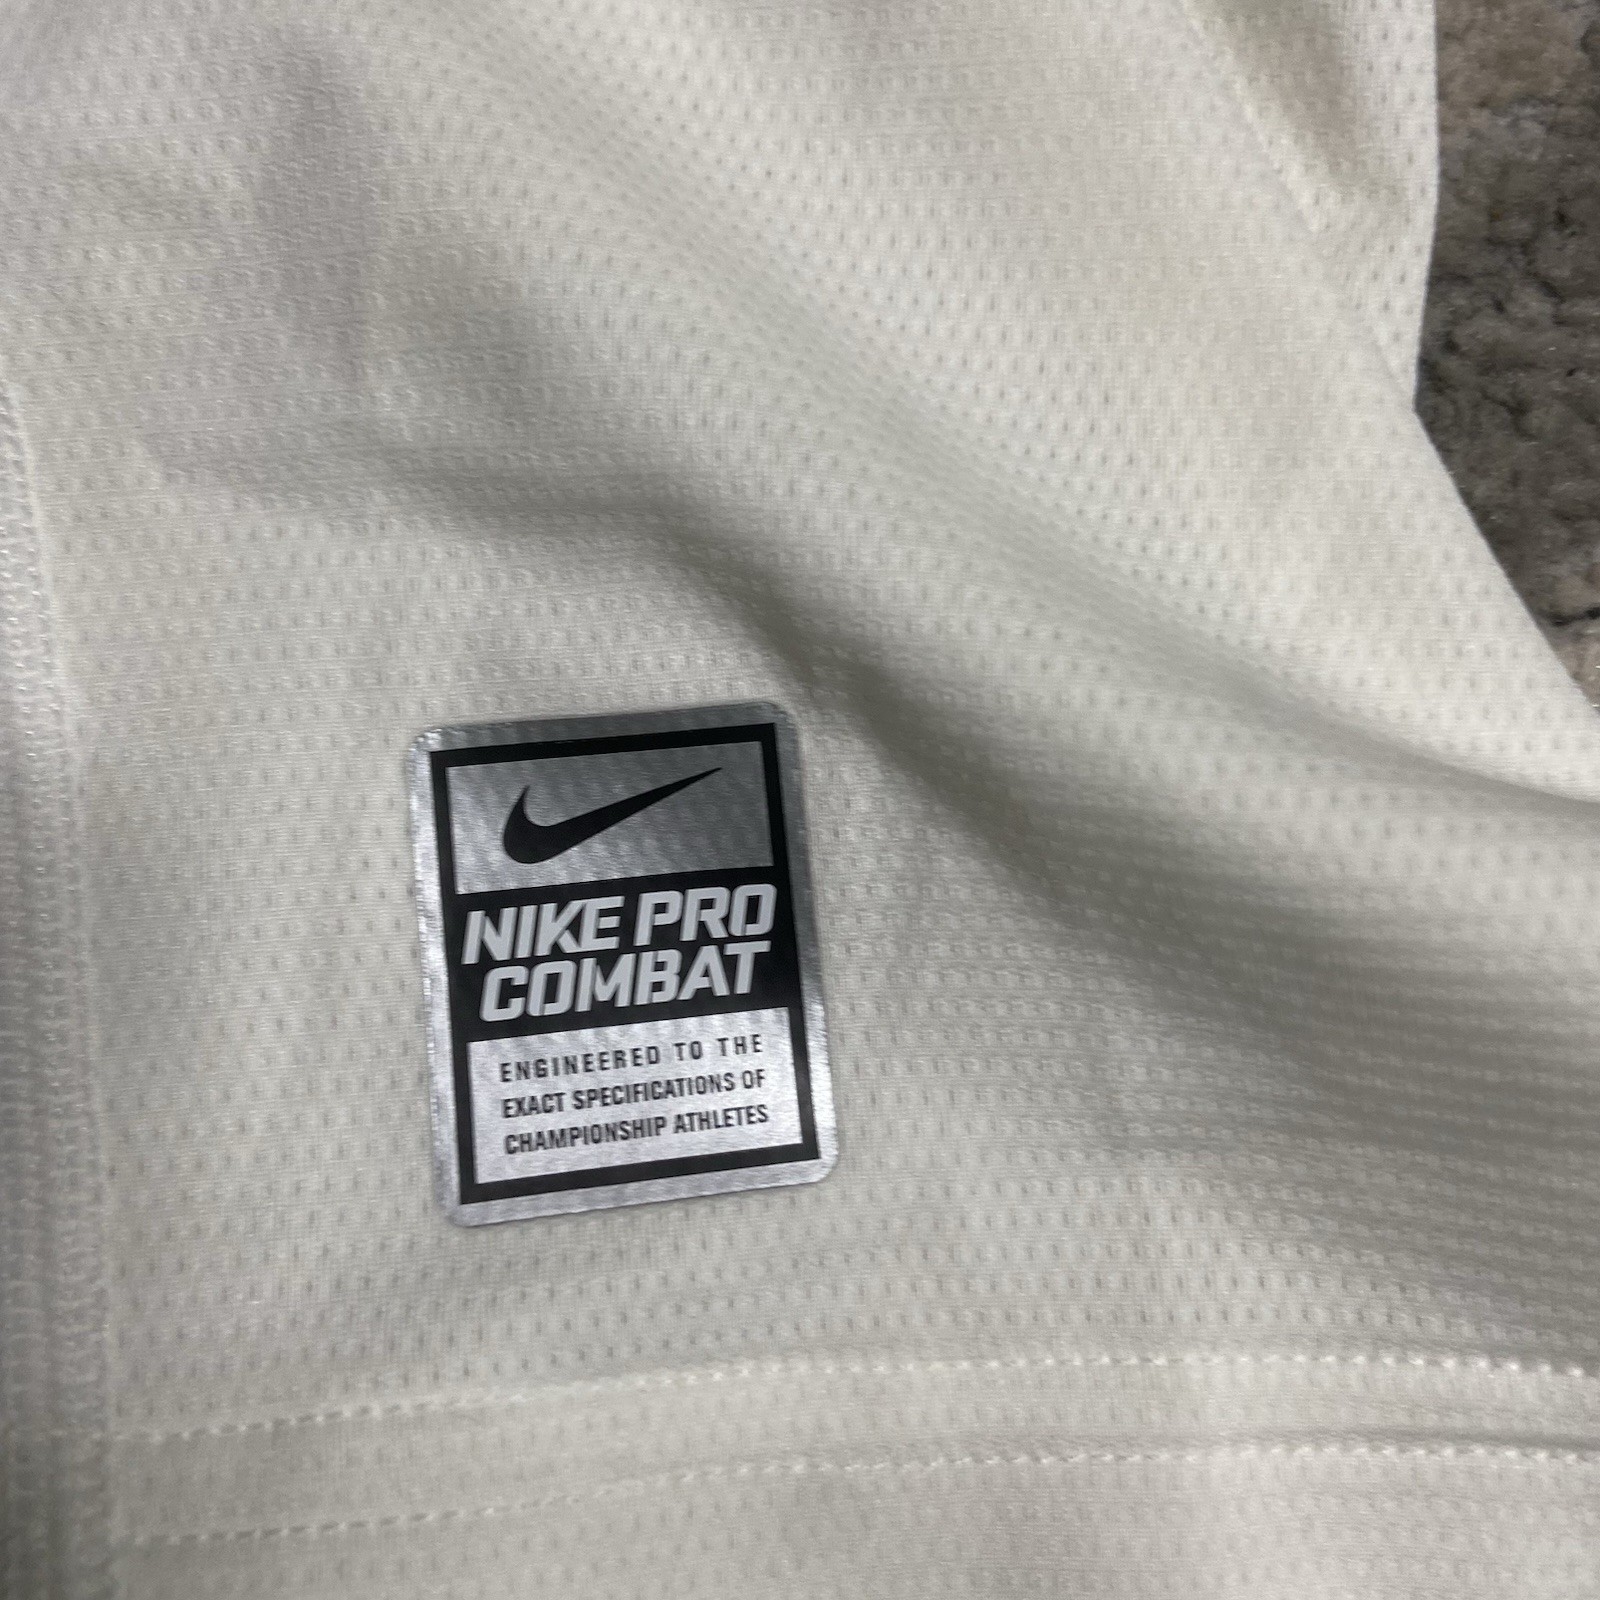 NIKE PRO
COMBAT
ENGINEERED TO THE
EXACT SPECIFICATIONS OF
CHAMPIONSHIP ATHLETES